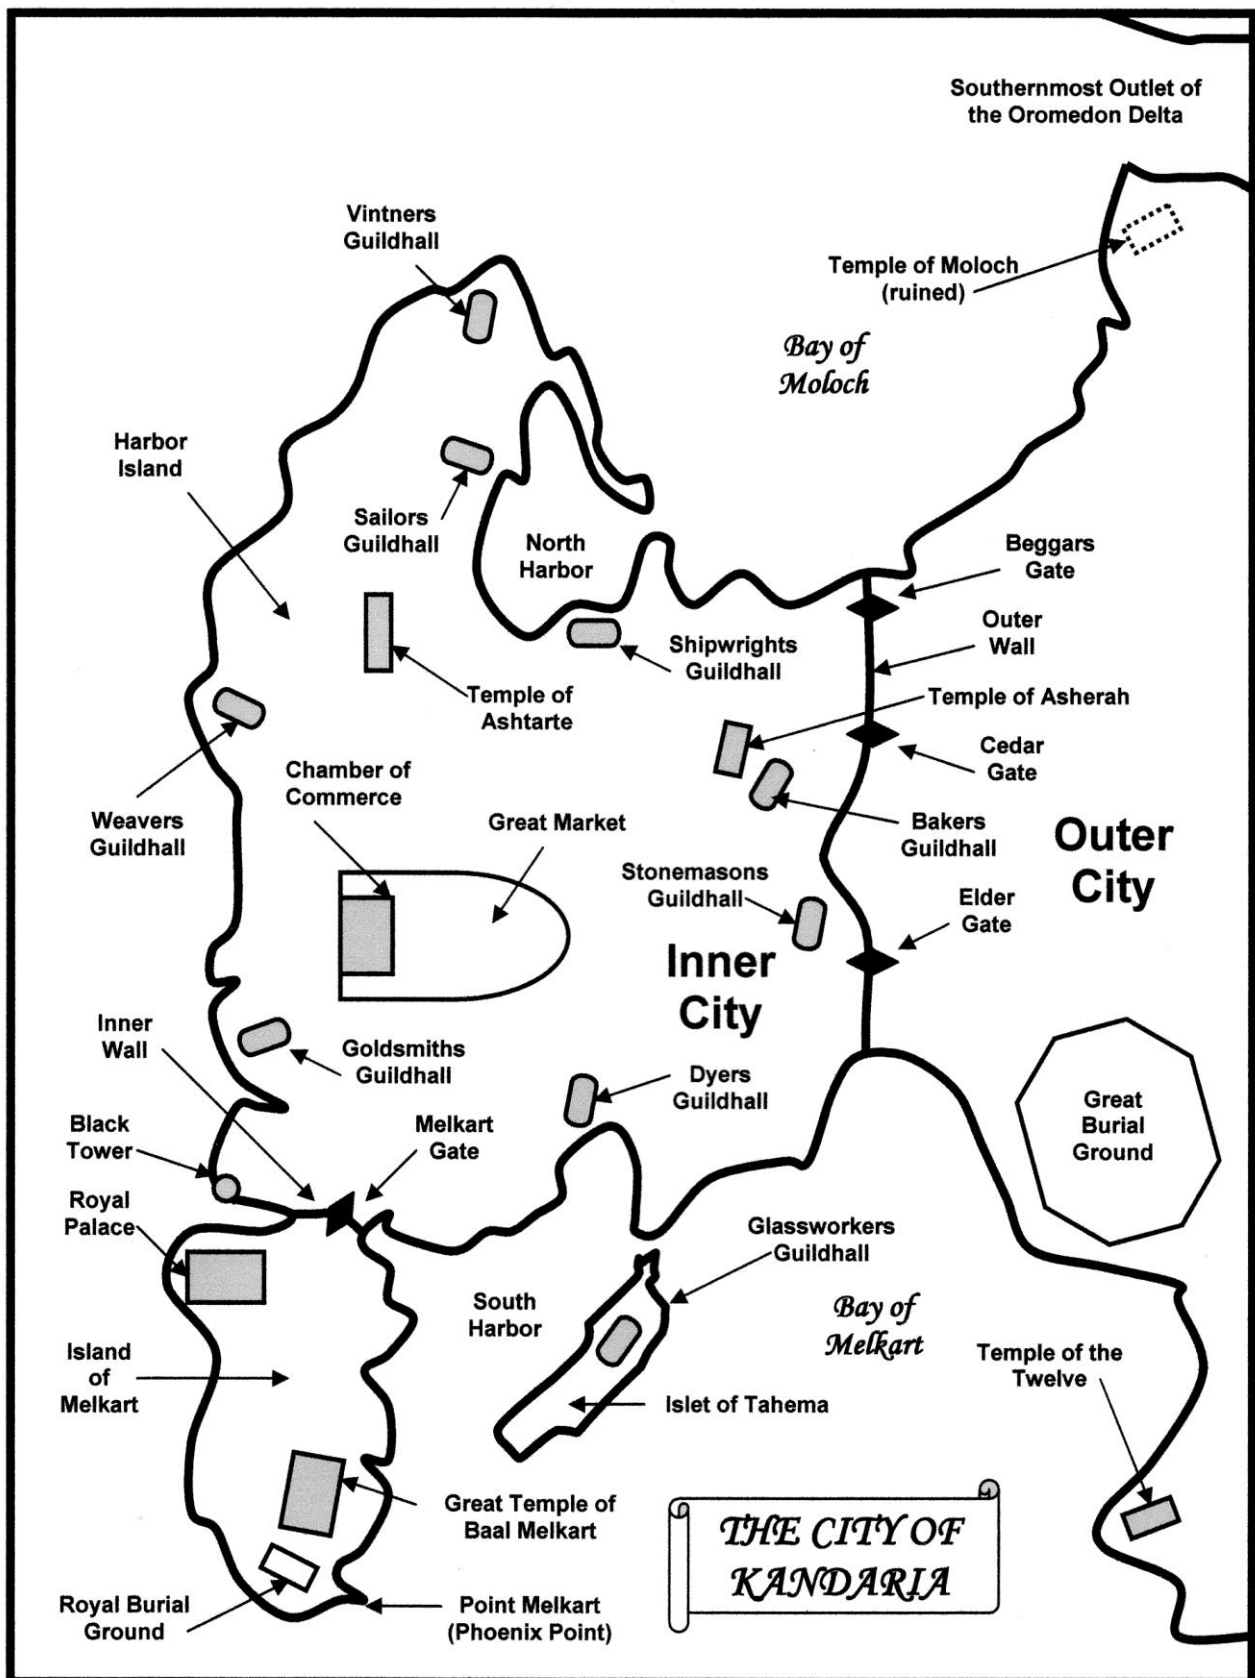 Southernmost Outlet of
the Oromedon Delta
Vintners
Guildhall
Temple of Moloch
(ruined)
Bay of
Moloch
Harbor
Island
Sailors
Guildhall
North
Harbor
Beggars
Gate
Outer
Wall
Shipwrights
Guildhall
Temple of
Ashtarte
Temple of Asherah
Cedar
Gate
Chamber of
Commerce
Weavers
Guildhall
Great Market
Bakers
Guildhall
Outer
City
Stonemasons
Guildhall
Elder
Gate
Inner
City
Inner
Wall
Goldsmiths
Guildhall
Dyers
Guildhall
Great
Burial
Ground
Black
Tower
Melkart
Gate
Royal
Palace
Glassworkers
Guildhall
South
Harbor
Bay of
Melkart
Island
of
Melkart
Temple of the
Twelve
Islet of Tahema
Great Temple of
Baal Melkart
THE CITY OF
KANDARIA
Royal Burial
Ground
Point Melkart
(Phoenix Point)